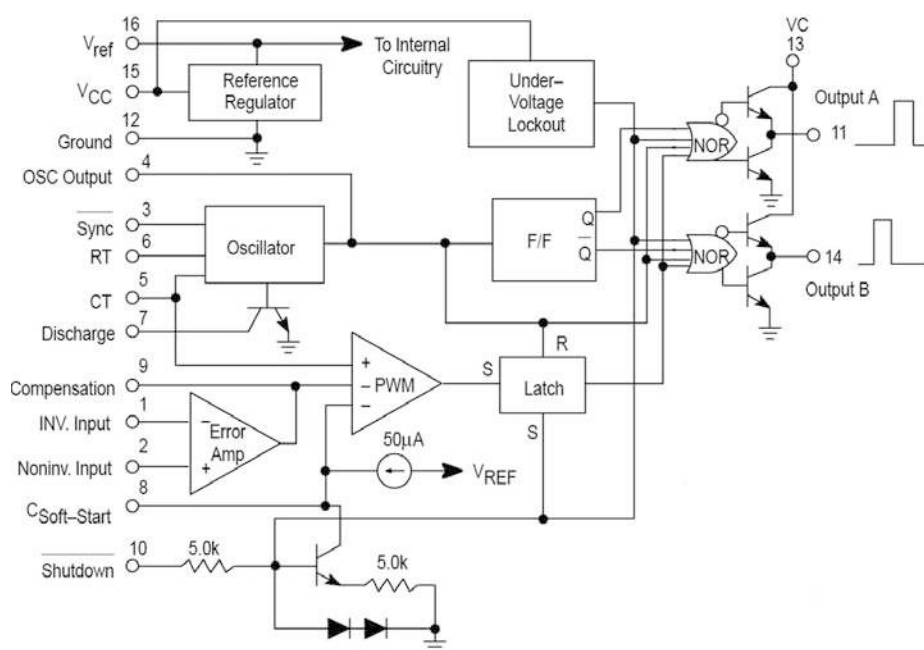 16
Vref
To Internal
Circuitry
15
VCC
Reference
Regulator
Under–
Voltage
Lockout
VC
13
12
Ground
Output A
11
NOR
4
OSC Output
3
Sync
6
RT
Oscillator
F/F
Q
Q
NOR
14
Output B
5
CT
7
Discharge
9
Compensation
+
–
PWM
–
S
R
Latch
S
1
INV. Input
–
Error
Amp
+
2
Noninv. Input
50μA
VREF
8
CSoft–Start
10
Shutdown
5.0k
5.0k